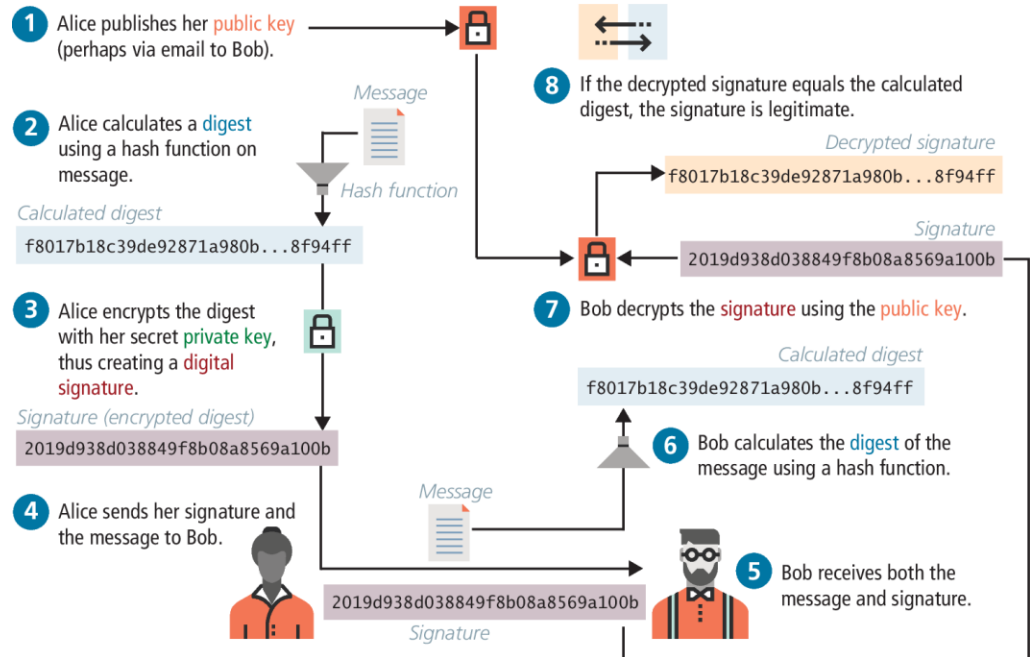 1 Alice publishes her public key
(perhaps via email to Bob).
2 Alice calculates a digest
using a hash function on
message.
Message
Hash function
Calculated digest
f8017b18c39de92871a980b...8f94ff
3 Alice encrypts the digest
with her secret private key,
thus creating a digital
signature.
Signature (encrypted digest)
2019d938d038849f8b08a8569a100b
4 Alice sends her signature and
the message to Bob.
Message
2019d938d038849f8b08a8569a100b
Signature
5 Bob receives both the
message and signature.
6 Bob calculates the digest of the
message using a hash function.
Calculated digest
f8017b18c39de92871a980b...8f94ff
7 Bob decrypts the signature using the public key.
Signature
2019d938d038849f8b08a8569a100b
Decrypted signature
f8017b18c39de92871a980b...8f94ff
8 If the decrypted signature equals the calculated
digest, the signature is legitimate.